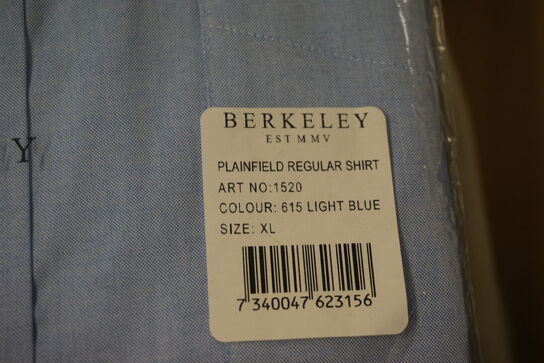 Y
BERKELEY
EST MMV
PLAINFIELD REGULAR SHIRT
ART NO:1520
COLOUR: 615 LIGHT BLUE
SIZE: XL
7 340047 623156